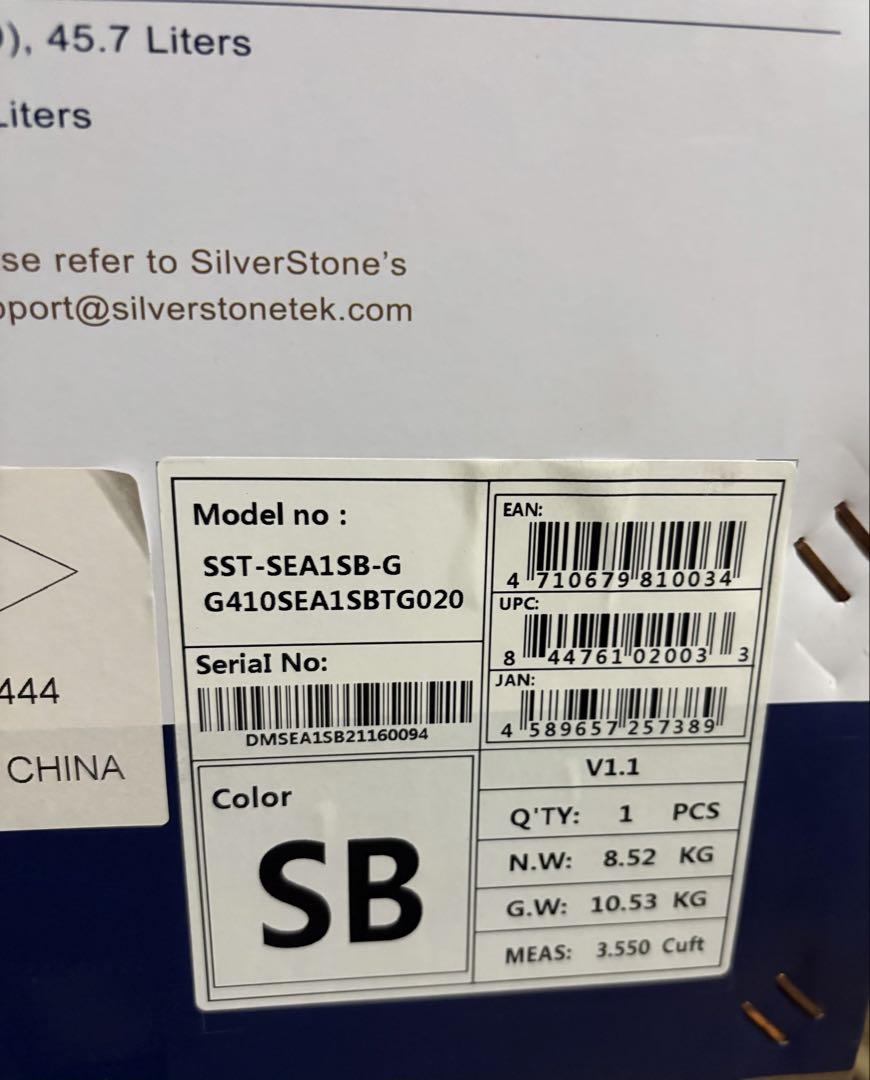 ), 45.7 Liters
Liters
se refer to SilverStone's
pport@silverstonetek.com
444
CHINA
Model no :
SST-SEA1SB-G
G410SEA1SBTG020
Serial No:
DMSEA1SB21160094
Color
SB
EAN:
4 710679 810034
UPC:
8 44761 02003 3
JAN:
4 589657 257389
V1.1
Q'TY: 1 PCS
N.W: 8.52 KG
G.W: 10.53 KG
MEAS: 3.550 Cuft